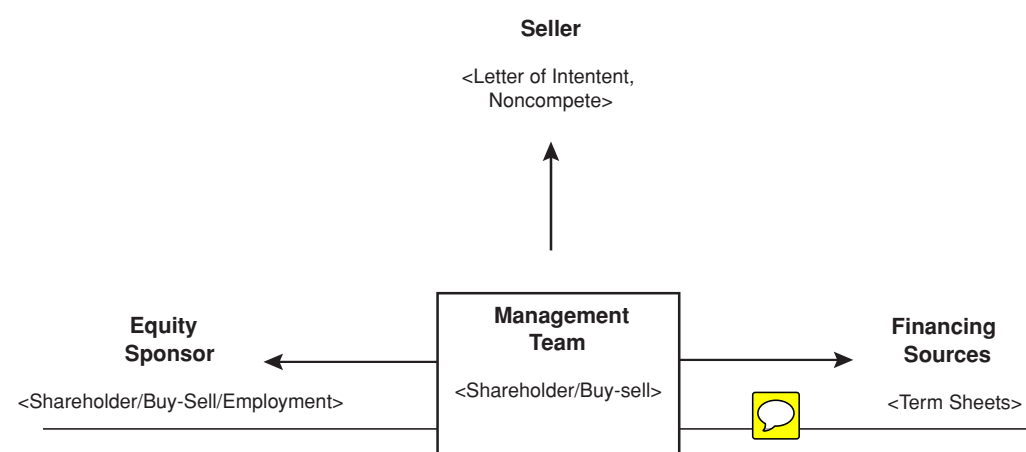 Seller
<Letter of Intentent,
Noncompete>
Management
Team
<Shareholder/Buy-sell>
Equity
Sponsor
<Shareholder/Buy-Sell/Employment>
Financing
Sources
<Term Sheets>